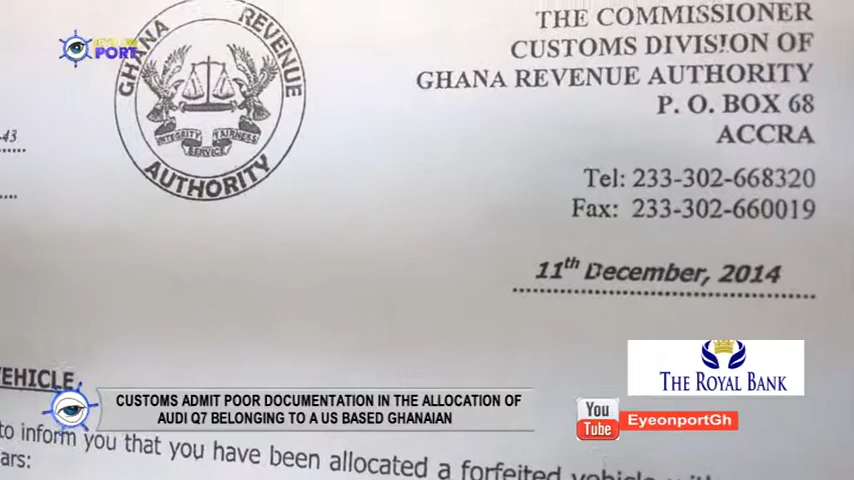 EYE ON
PORT
GHANA REVENUE
AUTHORITY
INTEGRITY FAIRNESS
SERVICE
THE COMMISSIONER
CUSTOMS DIVISION OF
GHANA REVENUE AUTHORITY
P. O. BOX 68
ACCRA
Tel: 233-302-668320
Fax: 233-302-660019
-43
11th December, 2014
VEHICLE,
to inform you that you have been allocated a forfeited vehicle
ars:
THE ROYAL BANK
CUSTOMS ADMIT POOR DOCUMENTATION IN THE ALLOCATION OF
AUDI Q7 BELONGING TO A US BASED GHANAIAN
You
Tube
EyeonportGh